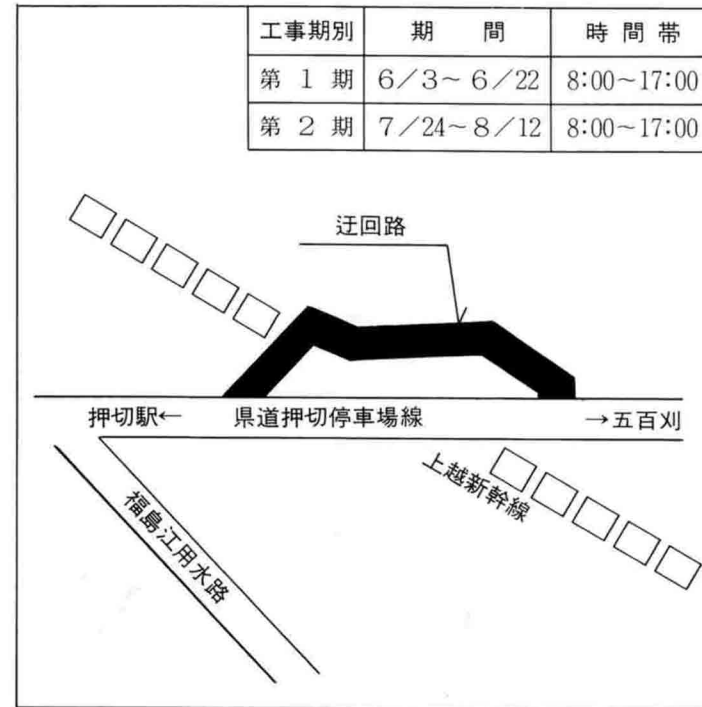 工事期別 期 間 時間帯
第1期 6/3~6/22 8:00~17:00
第2期 7/24~8/12 8:00~17:00
迂回路
押切駅← 県道押切停車場線 →五百刈
上越新幹線
福島江用水路